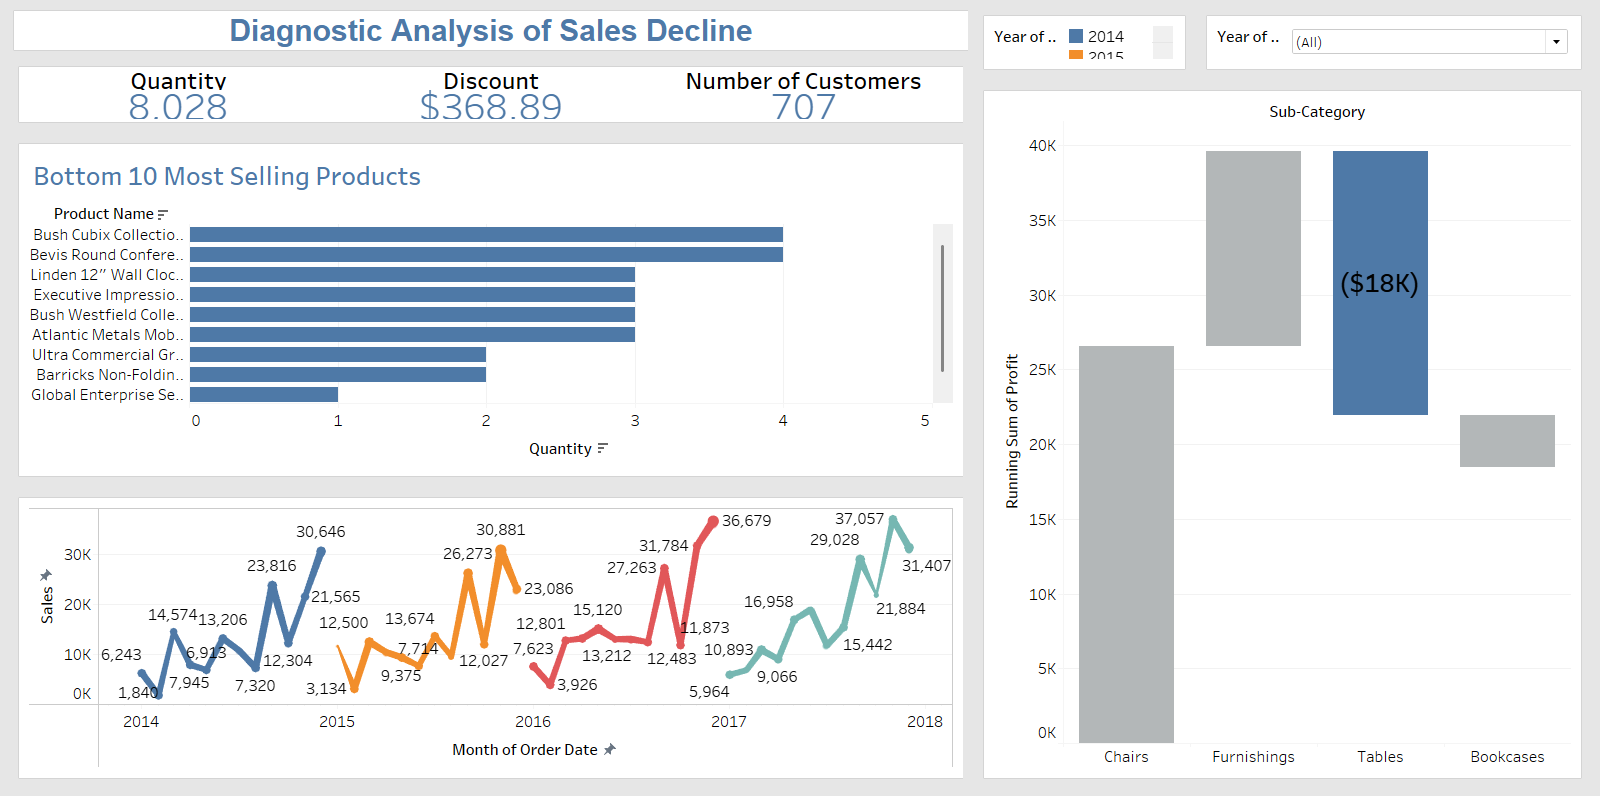 Diagnostic Analysis of Sales Decline
Year of ..
2014
2015
Year of ..
(All)
Quantity
Discount
Number of Customers
8,028
$368.89
707
Bottom 10 Most Selling Products
Product Name
Bush Cubix Collectio..
Bevis Round Confere..
Linden 12" Wall Cloc..
Executive Impressio..
Bush Westfield Colle..
Atlantic Metals Mob..
Ultra Commercial Gr..
Barricks Non-Foldin..
Global Enterprise Se..
0 1 2 3 4 5
Quantity
Sales
30K
20K
10K
0K
6,243
1,840
14,574
7,945
6,913
13,206
7,320
23,816
12,304
21,565
30,646
12,500
3,134
9,375
7,714
13,674
26,273
12,027
30,881
23,086
7,623
3,926
12,801
15,120
13,212
12,483
27,263
11,873
31,784
36,679
5,964
10,893
9,066
16,958
15,442
29,028
21,884
37,057
31,407
2014 2015 2016 2017 2018
Month of Order Date
Sub-Category
Running Sum of Profit
40K
35K
30K
25K
20K
15K
10K
5K
0K
($18K)
Chairs Furnishings Tables Bookcases